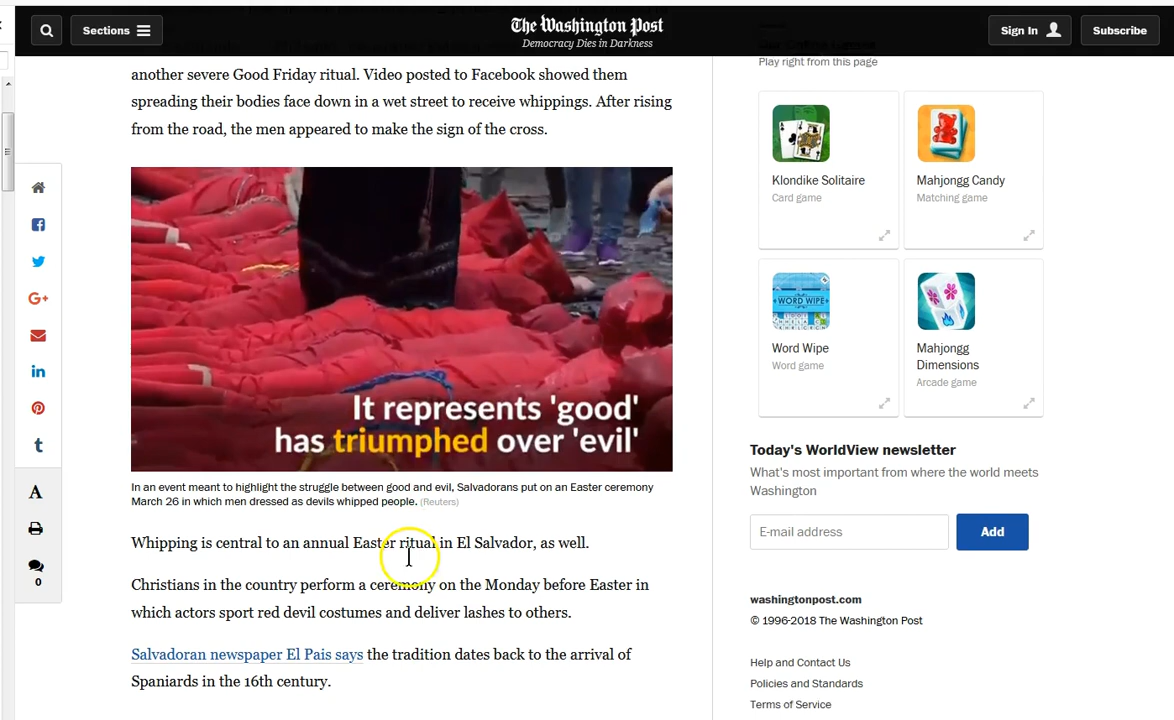 Sections
The Washington Post
Democracy Dies in Darkness
Sign In
Subscribe
another severe Good Friday ritual. Video posted to Facebook showed them
spreading their bodies face down in a wet street to receive whippings. After rising
from the road, the men appeared to make the sign of the cross.
It represents 'good'
has triumphed over 'evil'
In an event meant to highlight the struggle between good and evil, Salvadorans put on an Easter ceremony
March 26 in which men dressed as devils whipped people. (Reuters)
Whipping is central to an annual Easter ritual in El Salvador, as well.
Christians in the country perform a ceremony on the Monday before Easter in
which actors sport red devil costumes and deliver lashes to others.
Salvadoran newspaper El Pais says the tradition dates back to the arrival of
Spaniards in the 16th century.
G+
in
t
A
0
Play right from this page
Klondike Solitaire
Card game
Mahjongg Candy
Matching game
WORD WIPE
Word Wipe
Word game
Mahjongg
Dimensions
Arcade game
Today's WorldView newsletter
What's most important from where the world meets
Washington
E-mail address
Add
washingtonpost.com
© 1996-2018 The Washington Post
Help and Contact Us
Policies and Standards
Terms of Service